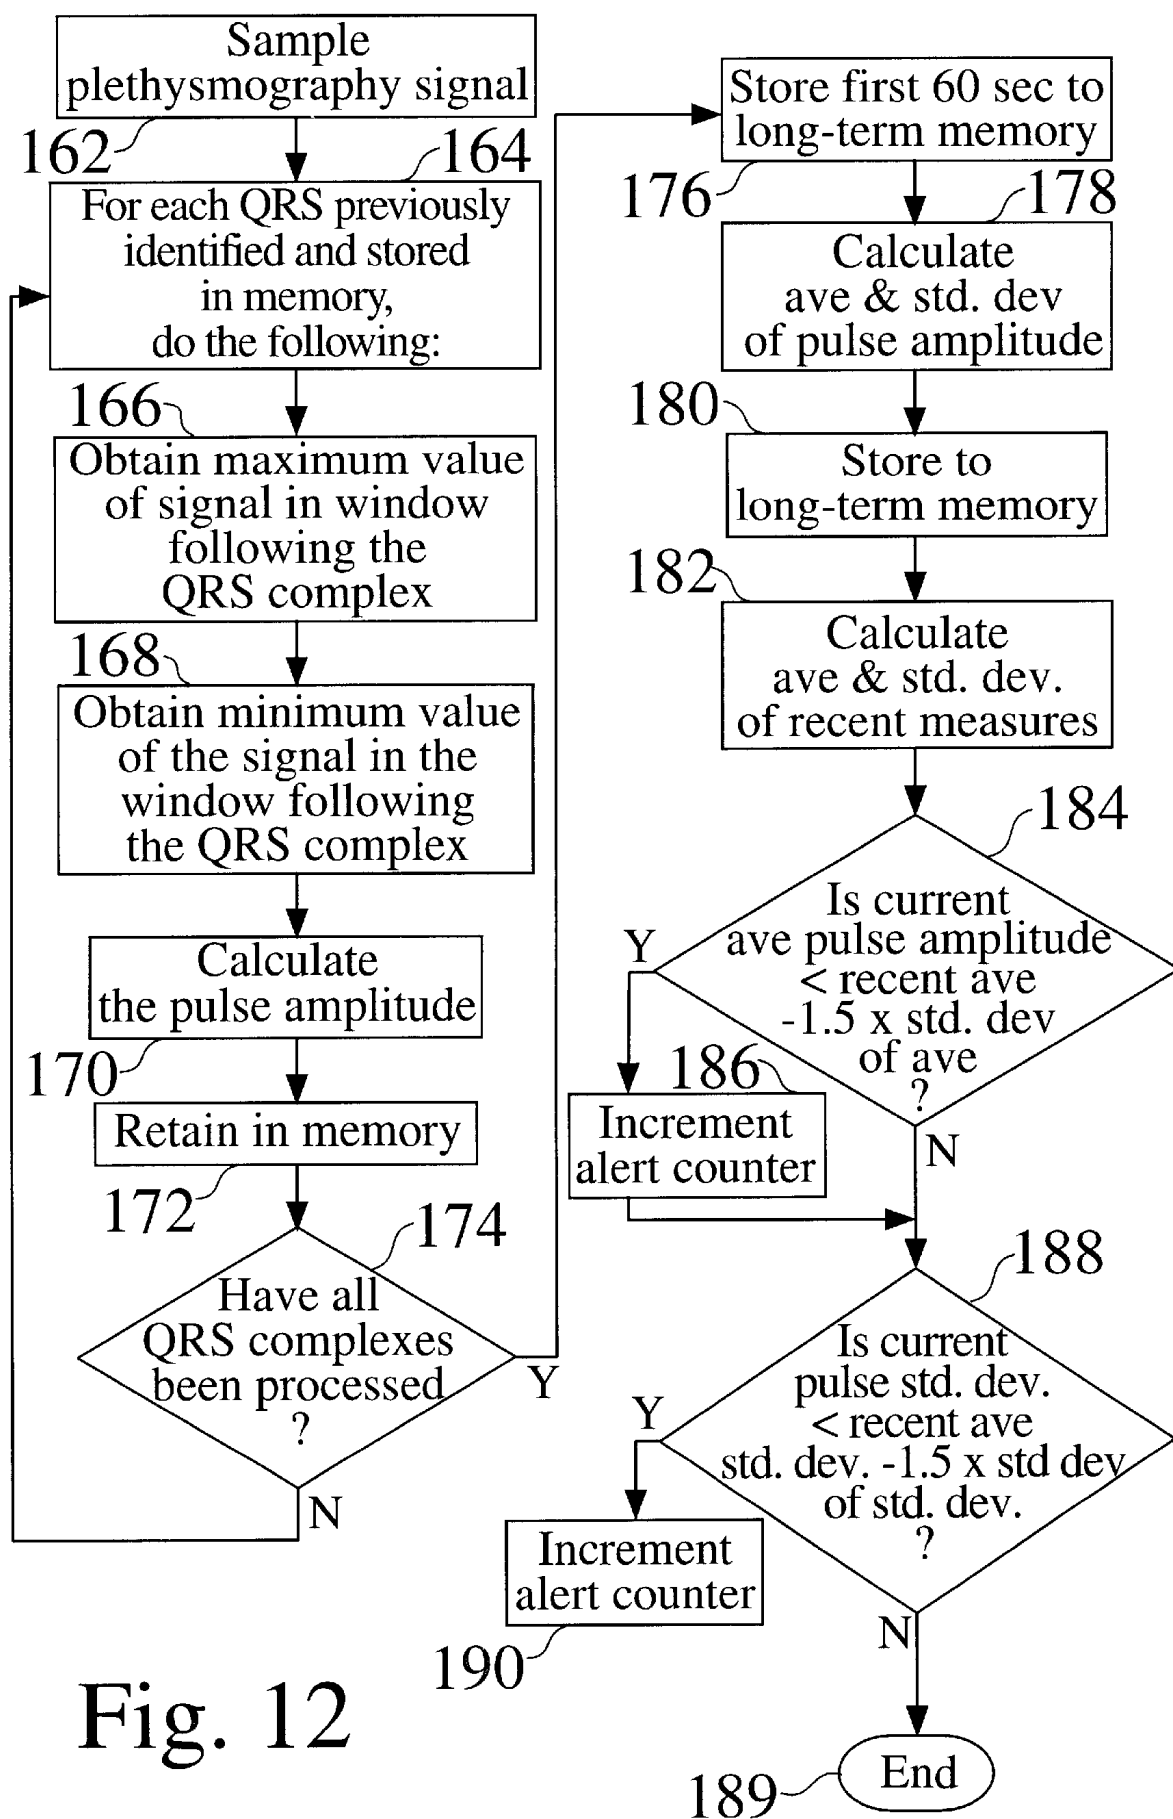 Sample
plethysmography signal
162
164
For each QRS previously
identified and stored
in memory,
do the following:
166
Obtain maximum value
of signal in window
following the
QRS complex
168
Obtain minimum value
of the signal in the
window following
the QRS complex
Calculate
the pulse amplitude
170
Retain in memory
172
174
Have all
QRS complexes
been processed
?
Y
N
Store first 60 sec to
long-term memory
176
178
Calculate
ave & std. dev
of pulse amplitude
180
Store to
long-term memory
182
Calculate
ave & std. dev.
of recent measures
184
Is current
ave pulse amplitude
< recent ave
-1.5 x std. dev
of ave
?
Y
N
186
Increment
alert counter
188
Is current
pulse std. dev.
< recent ave
std. dev. -1.5 x std dev
of std. dev.
?
Y
N
Increment
alert counter
190
End
189
Fig. 12